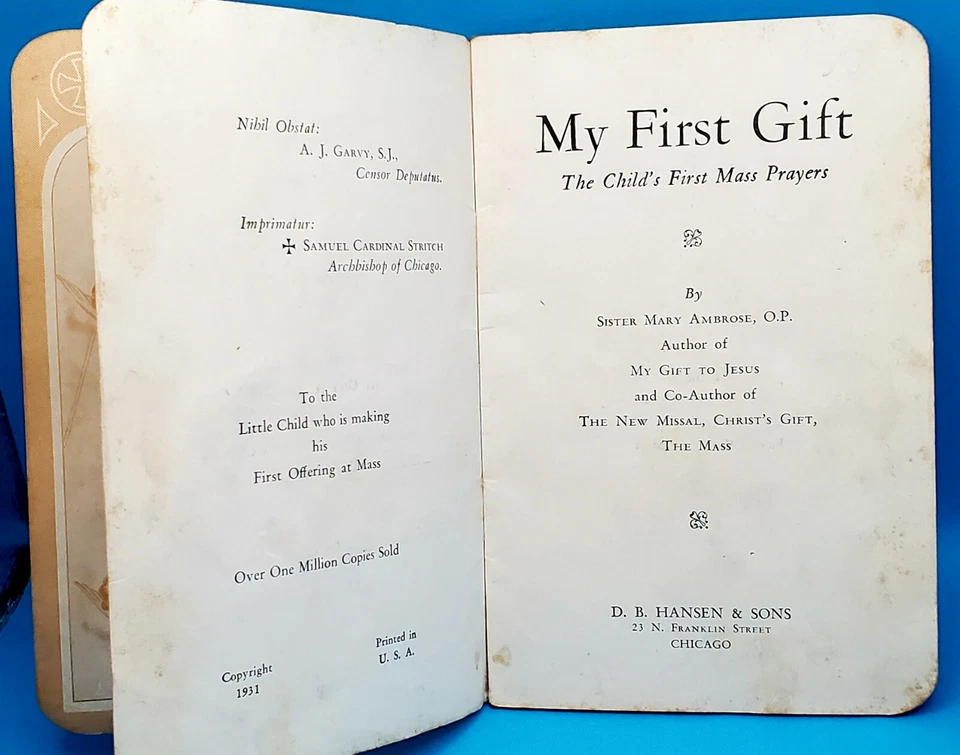 Nihil Obstat:
A. J. GARVY, S.J.,
Censor Deputatus.
Imprimatur:
✠ SAMUEL CARDINAL STRITCH
Archbishop of Chicago.
To the
Little Child who is making
his
First Offering at Mass
Over One Million Copies Sold
Copyright
1931
Printed in
U. S. A.
My First Gift
The Child's First Mass Prayers
By
SISTER MARY AMBROSE, O.P.
Author of
MY GIFT TO JESUS
and Co-Author of
THE NEW MISSAL, CHRIST'S GIFT,
THE MASS
D. B. HANSEN & SONS
23 N. FRANKLIN STREET
CHICAGO